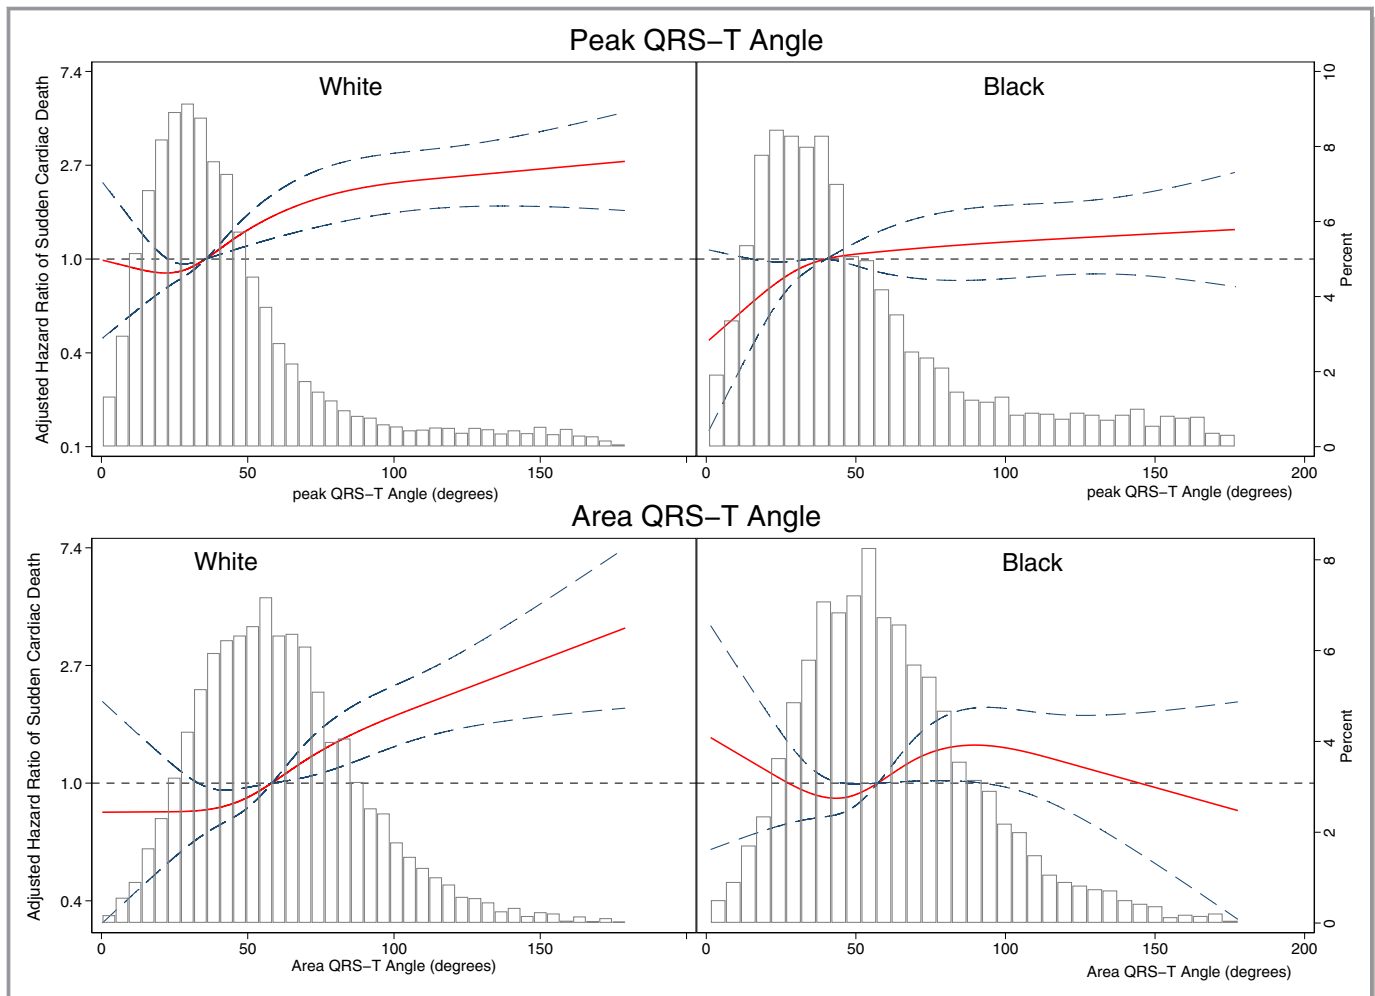 Peak QRS−T Angle
White
Black
Adjusted Hazard Ratio of Sudden Cardiac Death
7.4
2.7
1.0
0.4
0.1
10
8
6
4
2
0
Percent
0 50 100 150
0 50 100 150 200
peak QRS−T Angle (degrees)
peak QRS−T Angle (degrees)
Area QRS−T Angle
White
Black
Adjusted Hazard Ratio of Sudden Cardiac Death
7.4
2.7
1.0
0.4
8
6
4
2
0
Percent
0 50 100 150
0 50 100 150 200
Area QRS−T Angle (degrees)
Area QRS−T Angle (degrees)